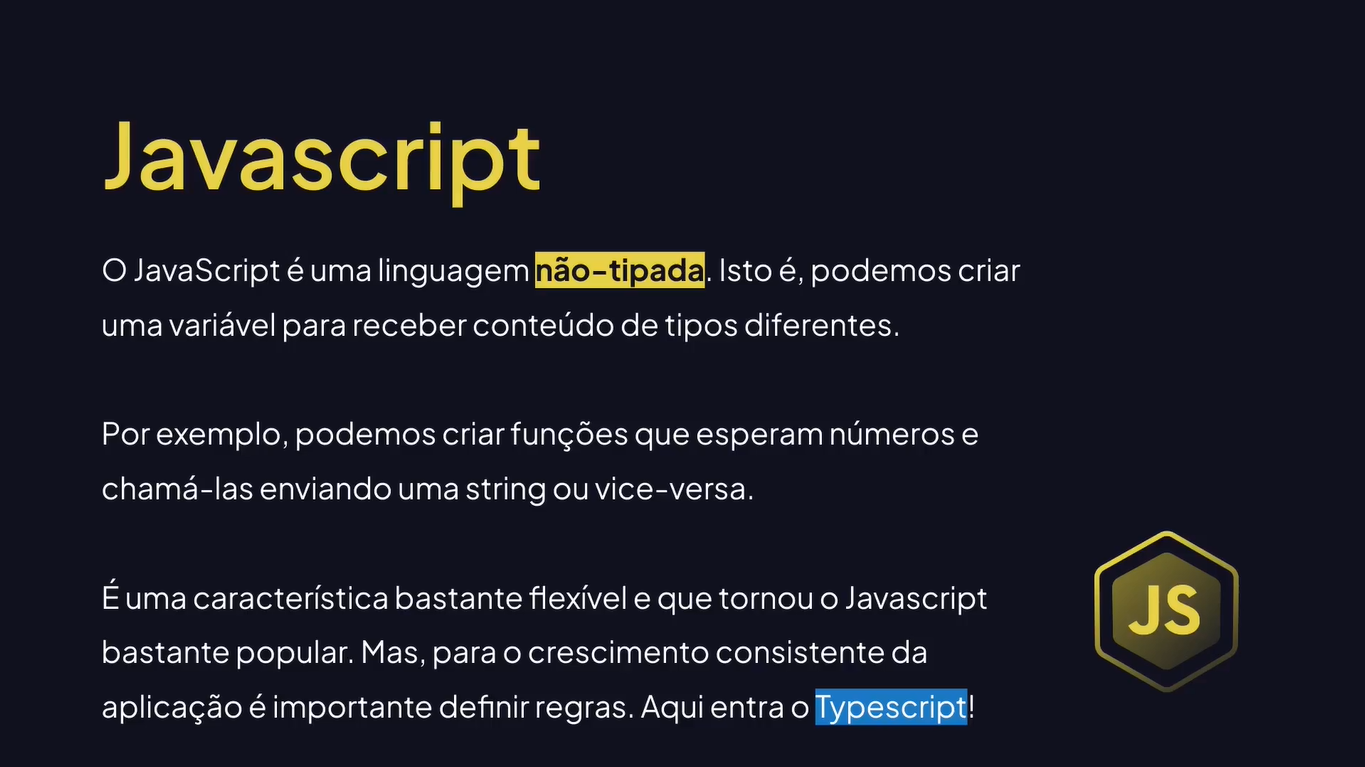 Javascript
O JavaScript é uma linguagem não-tipada. Isto é, podemos criar
uma variável para receber conteúdo de tipos diferentes.
Por exemplo, podemos criar funções que esperam números e
chamá-las enviando uma string ou vice-versa.
É uma característica bastante flexível e que tornou o Javascript
bastante popular. Mas, para o crescimento consistente da
aplicação é importante definir regras. Aqui entra o Typescript!
JS